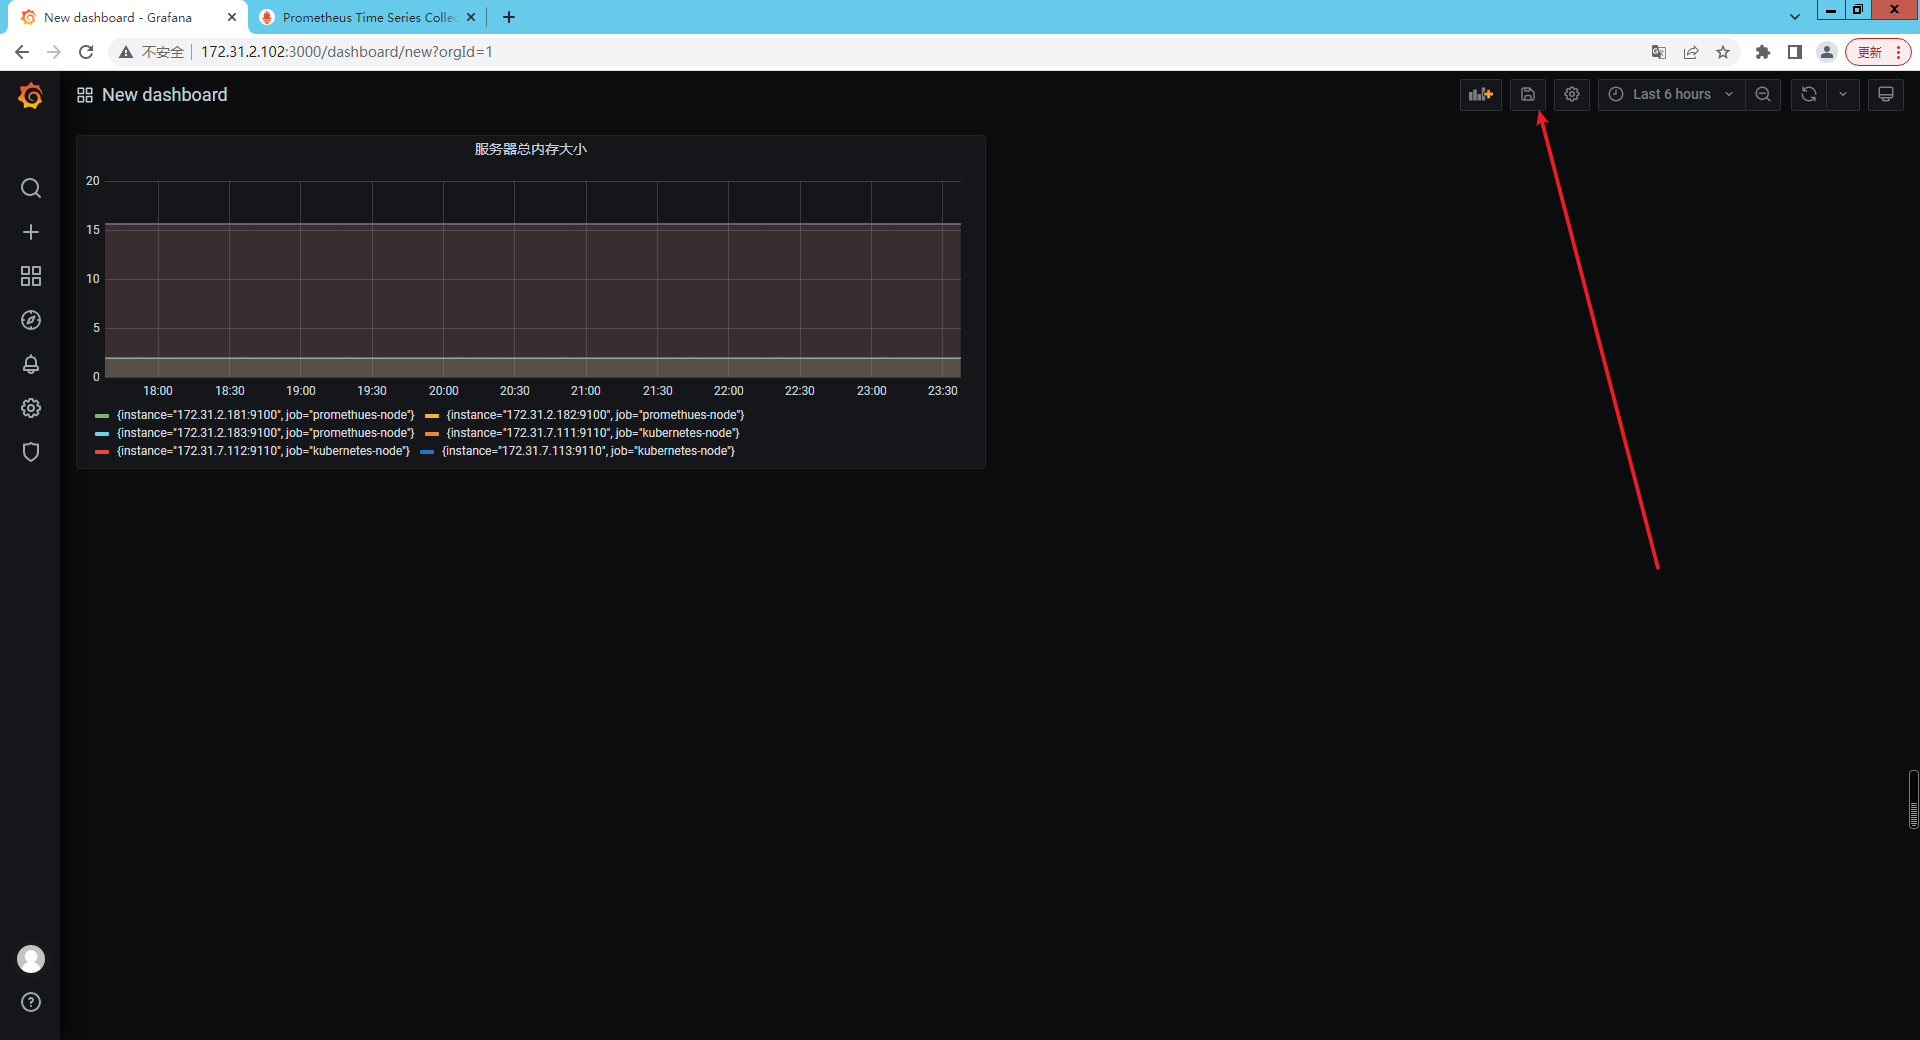 New dashboard - Grafana
Prometheus Time Series Colle
不安全 172.31.2.102:3000/dashboard/new?orgId=1
更新
New dashboard
Last 6 hours
服务器总内存大小
20
15
10
5
0
18:00 18:30 19:00 19:30 20:00 20:30 21:00 21:30 22:00 22:30 23:00 23:30
{instance="172.31.2.181:9100", job="promethues-node"} {instance="172.31.2.182:9100", job="promethues-node"}
{instance="172.31.2.183:9100", job="promethues-node"} {instance="172.31.7.111:9110", job="kubernetes-node"}
{instance="172.31.7.112:9110", job="kubernetes-node"} {instance="172.31.7.113:9110", job="kubernetes-node"}